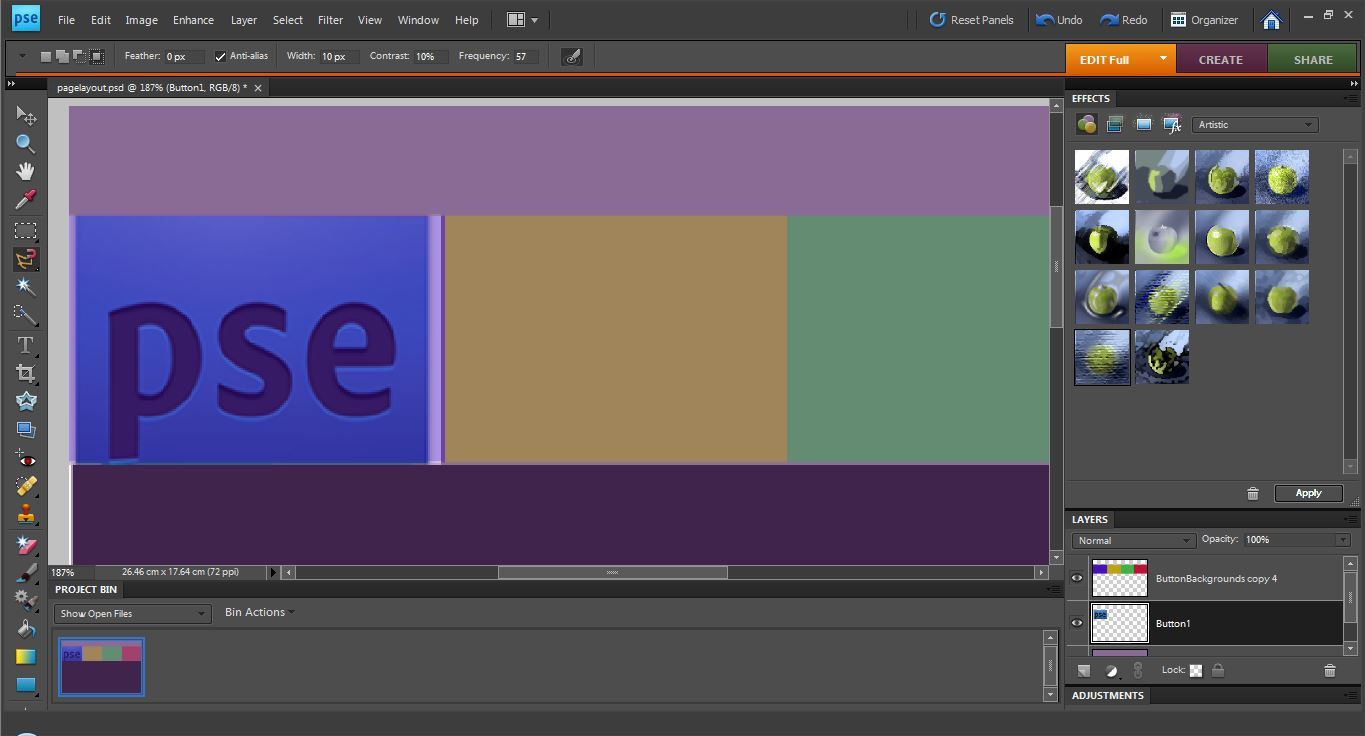 pse File Edit Image Enhance Layer Select Filter View Window Help Reset Panels Undo Redo Organizer
Feather: 0 px Anti-alias Width: 10 px Contrast: 10% Frequency: 57 EDIT Full CREATE SHARE
pagelayout.psd @ 187% (Button1, RGB/8) *
EFFECTS
Artistic
pse
Apply
LAYERS
Normal Opacity: 100%
187% 26.46 cm x 17.64 cm (72 ppi)
ButtonBackgrounds copy 4
PROJECT BIN
Show Open Files Bin Actions
pse
Button1
pse
Lock:
ADJUSTMENTS